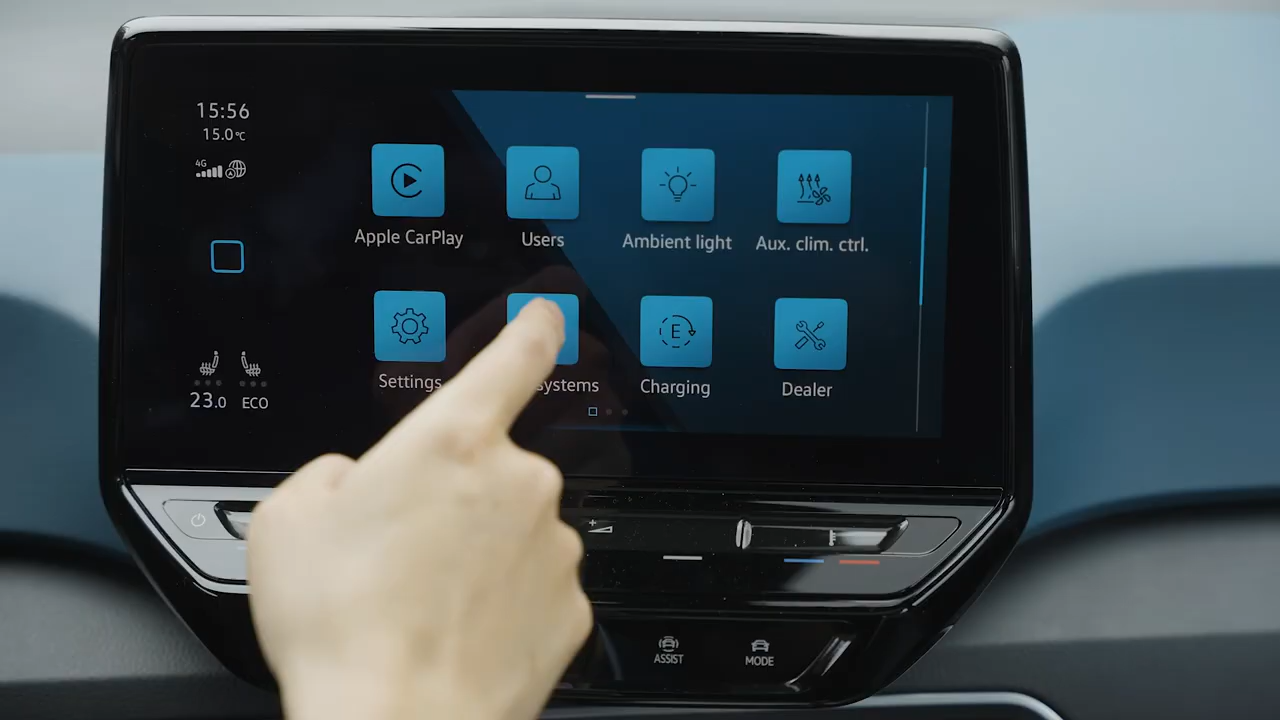 15:56
15.0°C
4G
Apple CarPlay
Users
Ambient light
Aux. clim. ctrl.
Settings
systems
E
Charging
Dealer
23.0
ECO
ASSIST
MODE